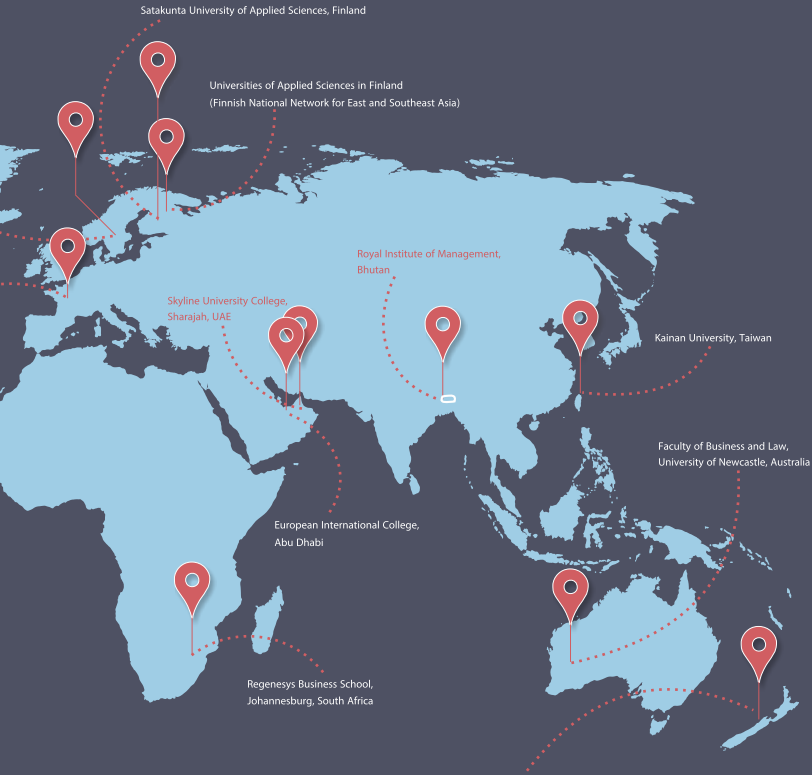 Satakunta University of Applied Sciences, Finland
Universities of Applied Sciences in Finland
(Finnish National Network for East and Southeast Asia)
Royal Institute of Management,
Bhutan
Skyline University College,
Sharajah, UAE
Kainan University, Taiwan
Faculty of Business and Law,
University of Newcastle, Australia
European International College,
Abu Dhabi
Regenesys Business School,
Johannesburg, South Africa